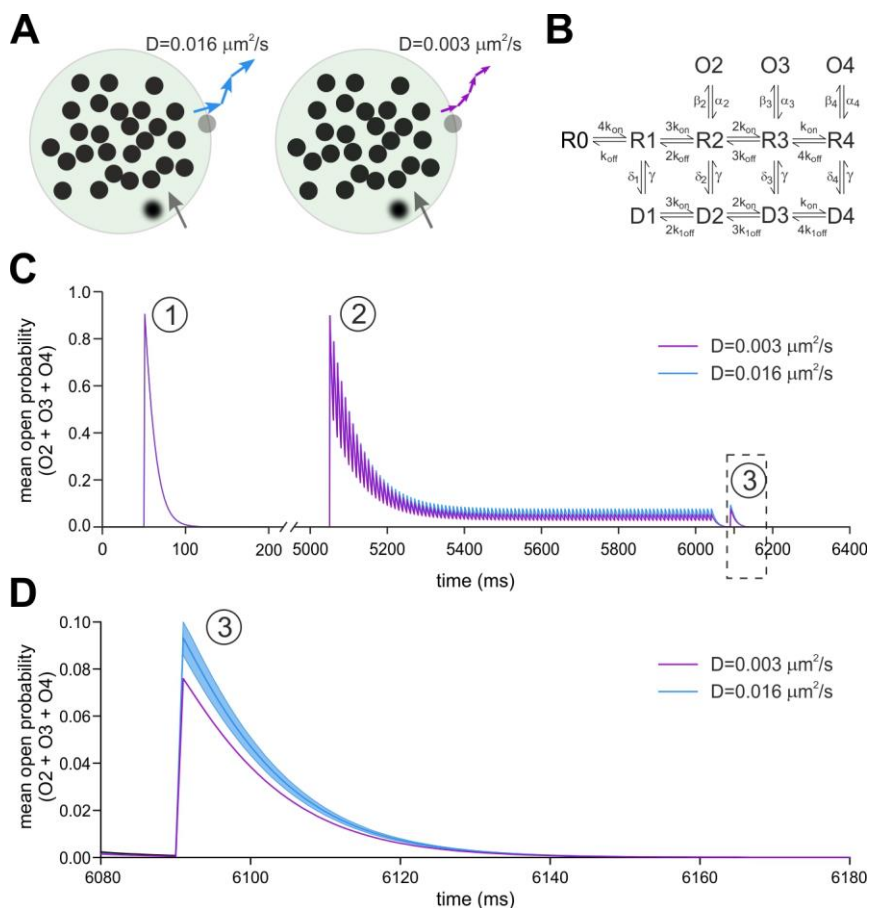 A
D=0.016 μm²/s
D=0.003 μm²/s
B
O2 O3 O4
β₂ α₂ β₃ α₃ β₄ α₄
4kₒₙ 3kₒₙ 2kₒₙ kₒₙ
R0 R1 R2 R3 R4
kₒff 2kₒff 3kₒff 4kₒff
δ₁ γ δ₂ γ δ₃ γ δ₄ γ
3kₒₙ 2kₒₙ kₒₙ
D1 D2 D3 D4
2k₁ₒff 3k₁ₒff 4k₁ₒff
C
mean open probability
(O2 + O3 + O4)
1.0
0.8
0.6
0.4
0.2
0.0
1
2
3
D=0.003 μm²/s
D=0.016 μm²/s
0 100 200 5000 5200 5400 5600 5800 6000 6200 6400
time (ms)
D
mean open probability
(O2 + O3 + O4)
0.10
0.08
0.06
0.04
0.02
0.00
3
D=0.003 μm²/s
D=0.016 μm²/s
6080 6100 6120 6140 6160 6180
time (ms)